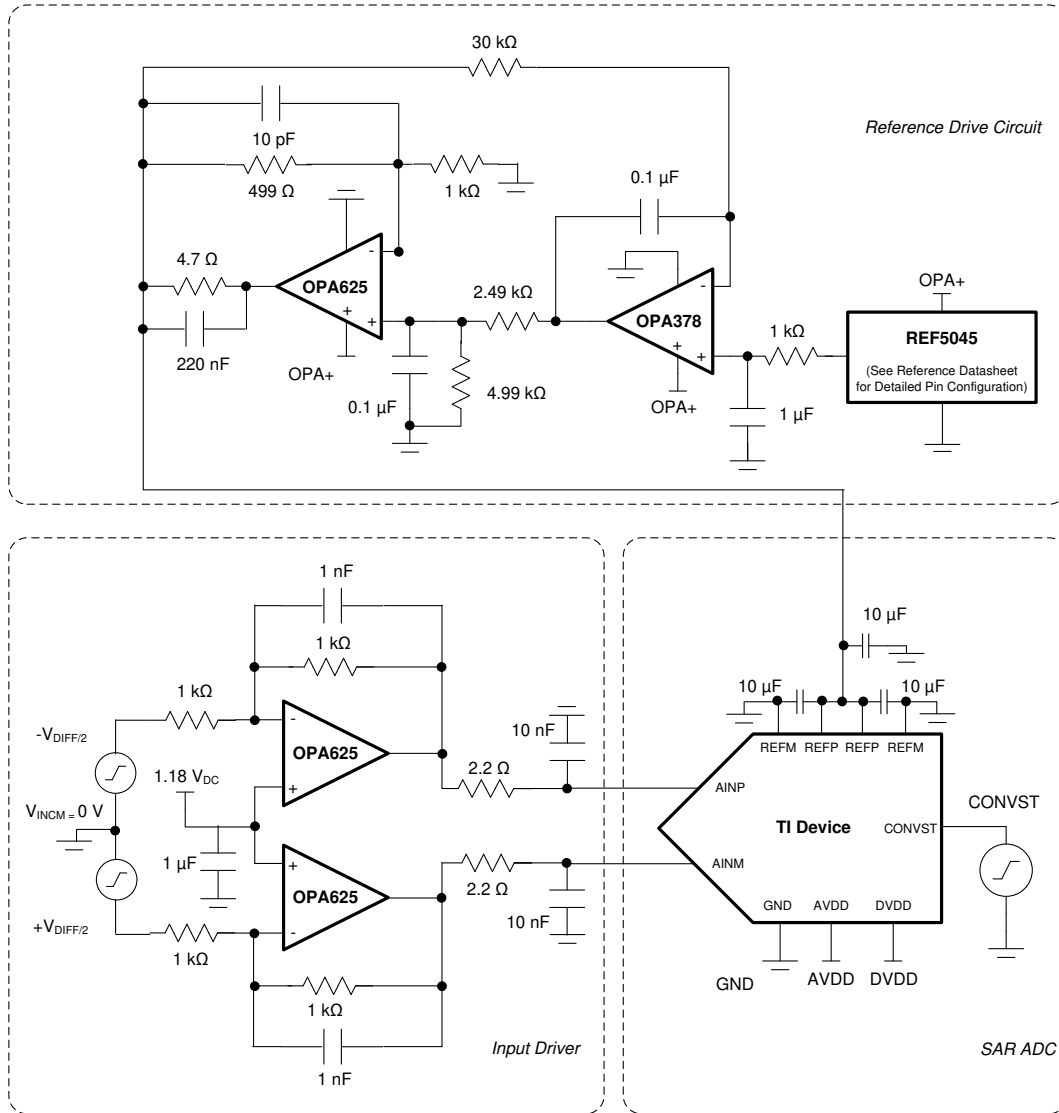 30 kΩ
Reference Drive Circuit
10 pF
499 Ω
1 kΩ
0.1 µF
4.7 Ω
220 nF
-
OPA625
+
+
OPA+
2.49 kΩ
0.1 µF
4.99 kΩ
-
OPA378
+
+
OPA+
1 kΩ
1 µF
OPA+
REF5045
(See Reference Datasheet
for Detailed Pin Configuration)
1 nF
1 kΩ
1 kΩ
-VDIFF/2
-
OPA625
+
1.18 VDC
VINCM = 0 V
1 µF
+
OPA625
-
+VDIFF/2
1 kΩ
1 kΩ
1 nF
10 nF
2.2 Ω
2.2 Ω
10 nF
Input Driver
10 µF
10 µF
10 µF
REFM
REFP
REFP
REFM
AINP
TI Device
CONVST
CONVST
AINM
GND
AVDD
DVDD
GND
AVDD
DVDD
SAR ADC